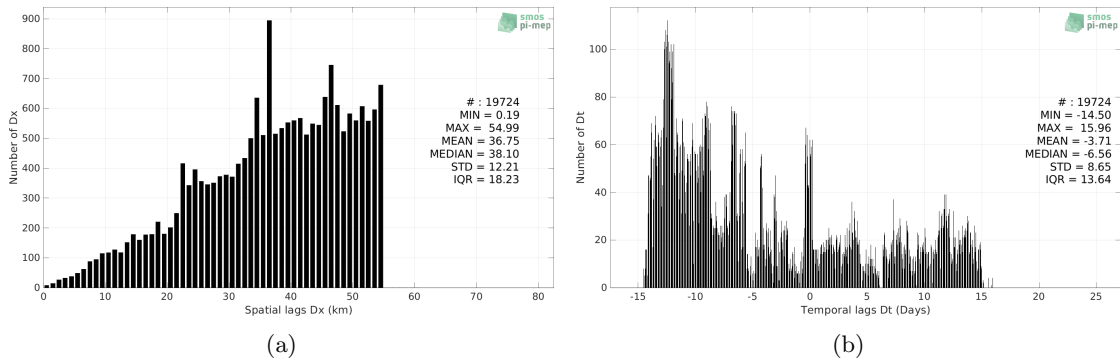 900
800
700
600
500
400
300
200
100
0
Number of Dx
0 10 20 30 40 50 60 70 80
Spatial lags Dx (km)
smos
pi-mep
# : 19724
MIN = 0.19
MAX = 54.99
MEAN = 36.75
MEDIAN = 38.10
STD = 12.21
IQR = 18.23
(a)
100
80
60
40
20
0
Number of Dt
-15 -10 -5 0 5 10 15 20 25
Temporal lags Dt (Days)
smos
pi-mep
# : 19724
MIN = -14.50
MAX = 15.96
MEAN = -3.71
MEDIAN = -6.56
STD = 8.65
IQR = 13.64
(b)